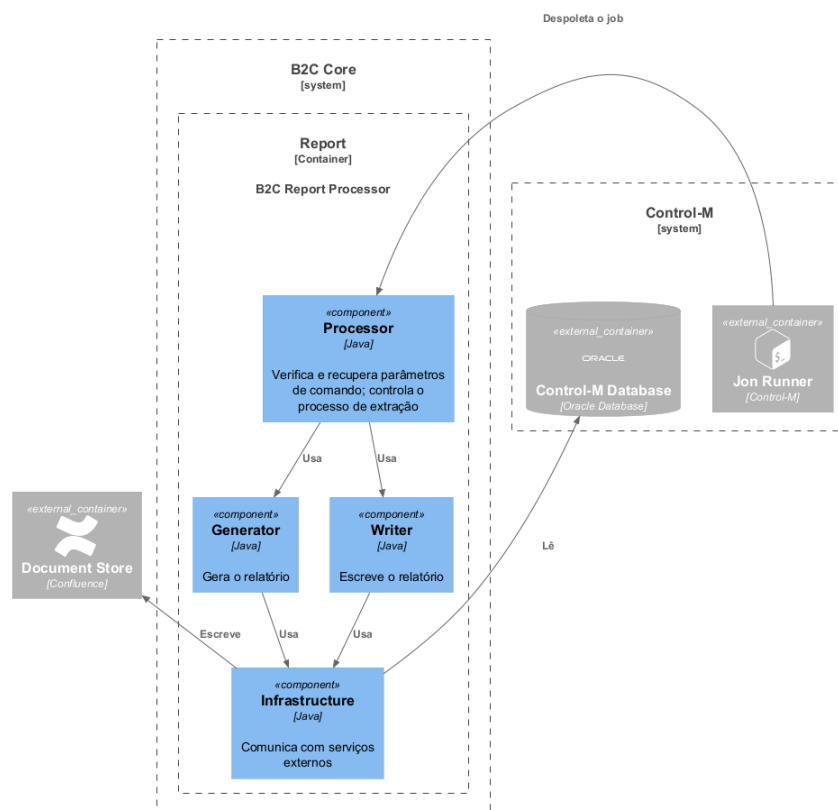 Despoleta o job
B2C Core
[system]
Report
[Container]
B2C Report Processor
Control-M
[system]
«component»
Processor
[Java]
Verifica e recupera parâmetros
de comando; controla o
processo de extração
«external_container»
ORACLE
Control-M Database
[Oracle Database]
«external_container»
$_
Jon Runner
[Control-M]
Usa
Usa
«external_container»
Document Store
[Confluence]
«component»
Generator
[Java]
Gera o relatório
«component»
Writer
[Java]
Escreve o relatório
Lê
Escreve
Usa
Usa
«component»
Infrastructure
[Java]
Comunica com serviços
externos